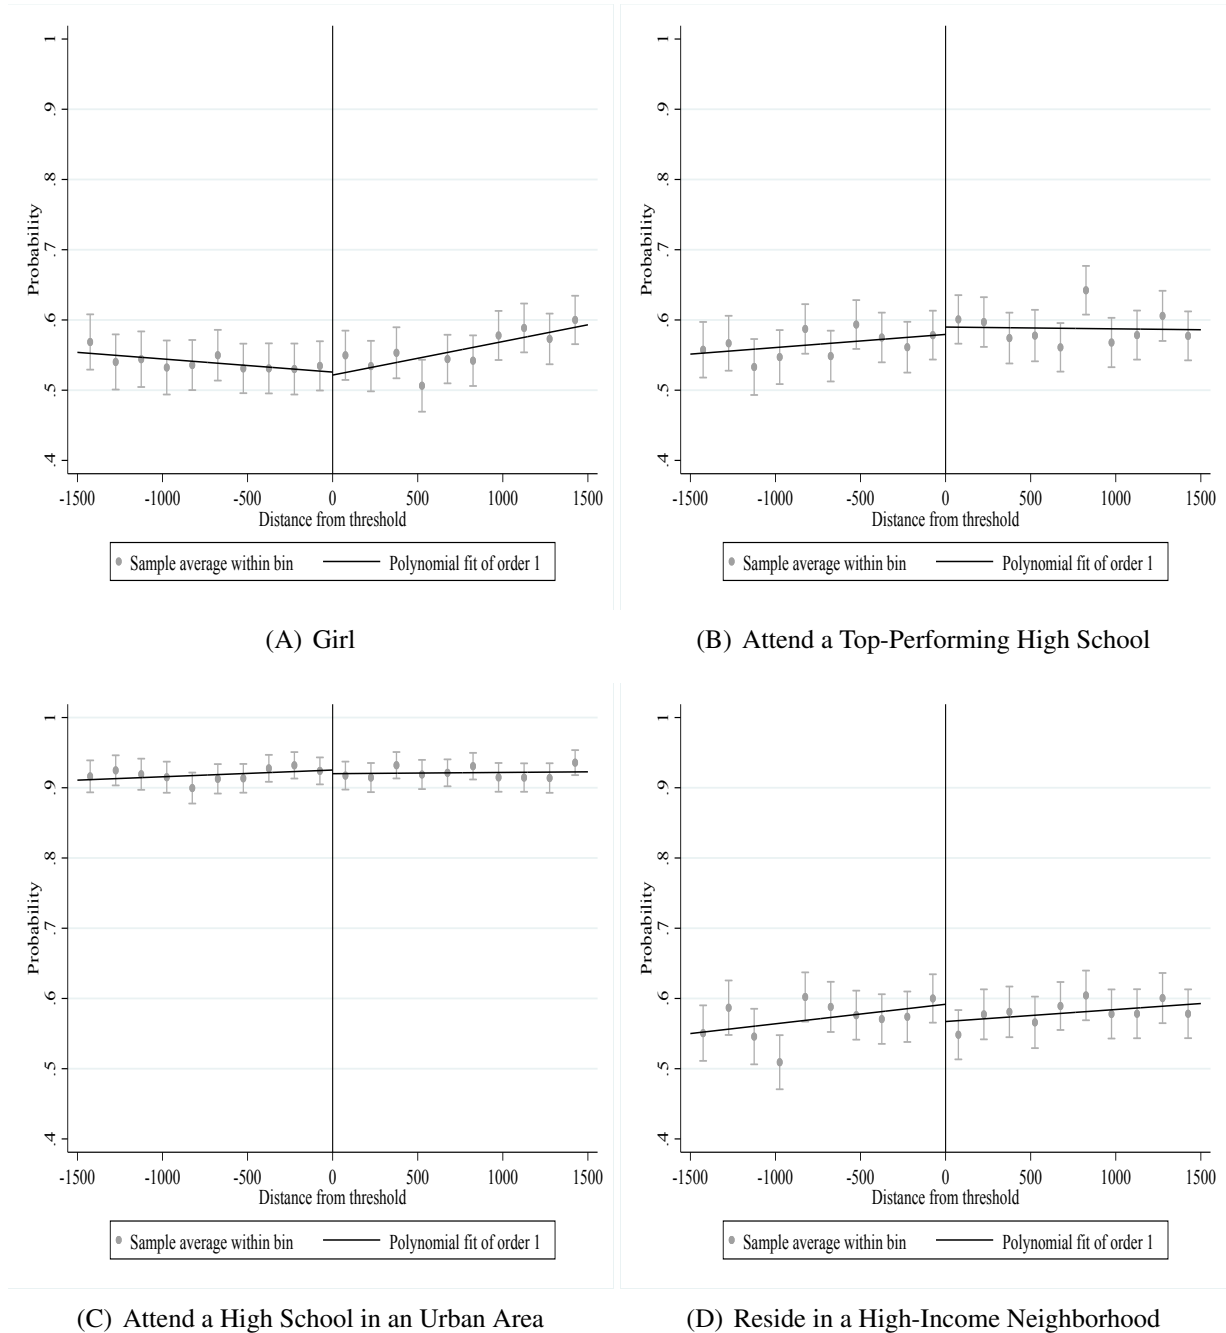 1
.9
.8
.7
.6
.5
.4
Probability
-1500 -1000 -500 0 500 1000 1500
Distance from threshold
Sample average within bin Polynomial fit of order 1
(A) Girl
1
.9
.8
.7
.6
.5
.4
Probability
-1500 -1000 -500 0 500 1000 1500
Distance from threshold
Sample average within bin Polynomial fit of order 1
(B) Attend a Top-Performing High School
1
.9
.8
.7
.6
.5
.4
Probability
-1500 -1000 -500 0 500 1000 1500
Distance from threshold
Sample average within bin Polynomial fit of order 1
(C) Attend a High School in an Urban Area
1
.9
.8
.7
.6
.5
.4
Probability
-1500 -1000 -500 0 500 1000 1500
Distance from threshold
Sample average within bin Polynomial fit of order 1
(D) Reside in a High-Income Neighborhood